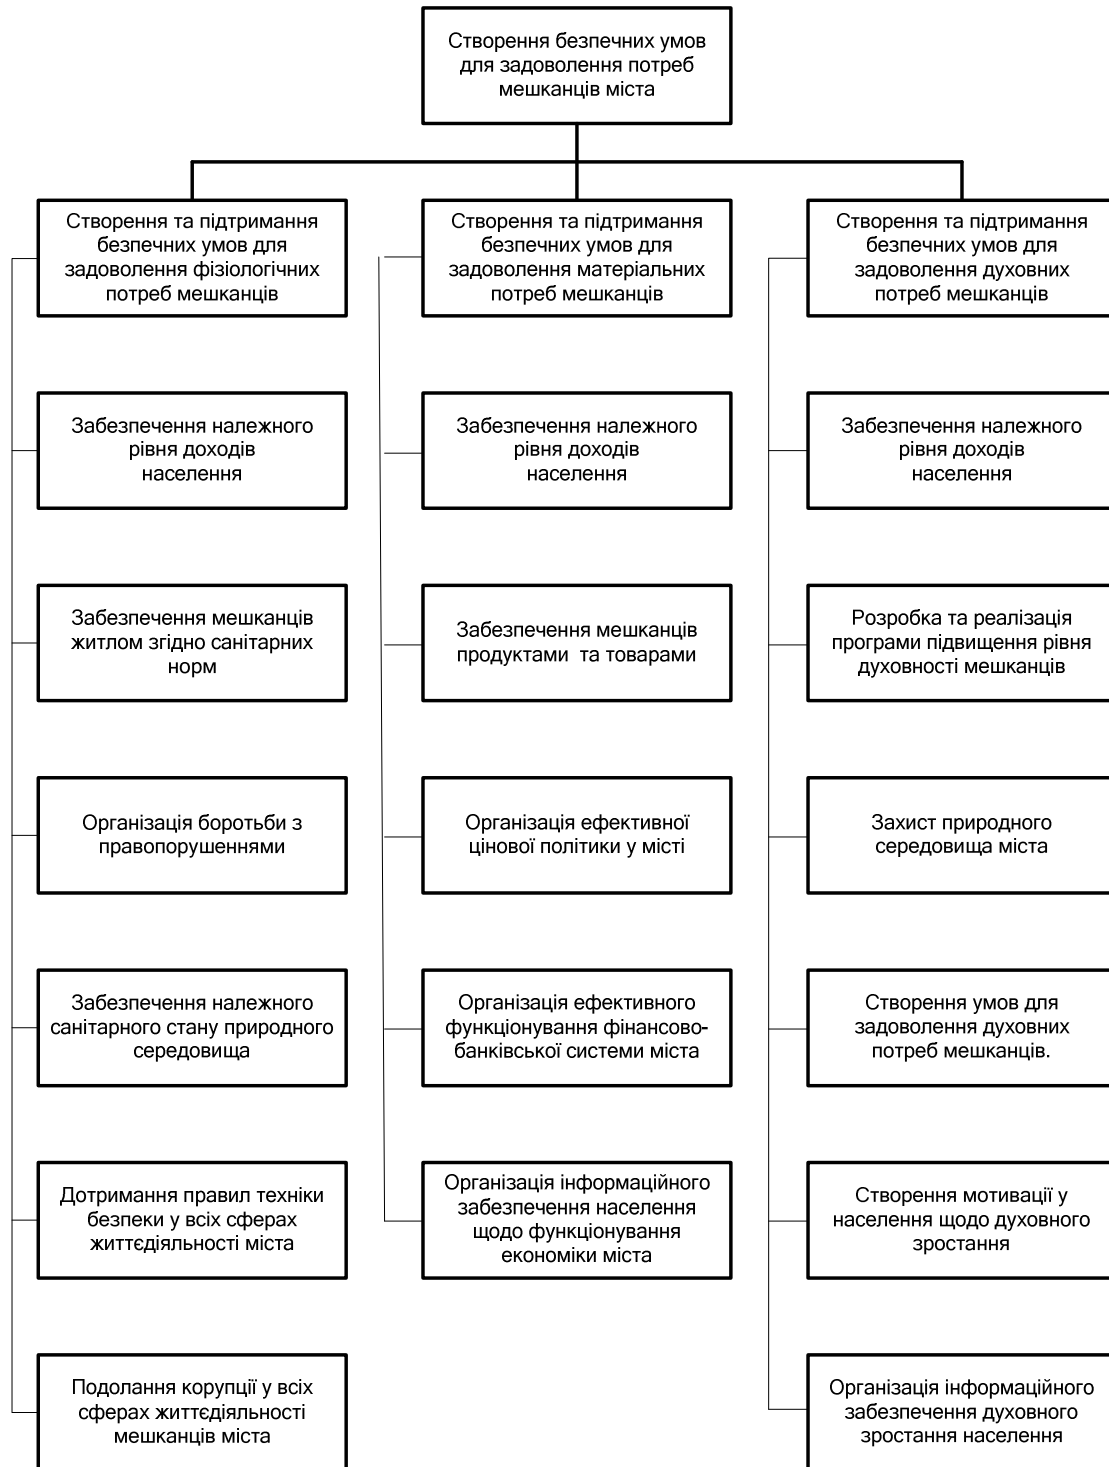 Створення безпечних умов
для задоволення потреб
мешканців міста
Створення та підтримання
безпечних умов для
задоволення фізіологічних
потреб мешканців
Створення та підтримання
безпечних умов для
задоволення матеріальних
потреб мешканців
Створення та підтримання
безпечних умов для
задоволення духовних
потреб мешканців
Забезпечення належного
рівня доходів
населення
Забезпечення належного
рівня доходів
населення
Забезпечення належного
рівня доходів
населення
Забезпечення мешканців
житлом згідно санітарних
норм
Забезпечення мешканців
продуктами та товарами
Розробка та реалізація
програми підвищення рівня
духовності мешканців
Організація боротьби з
правопорушеннями
Організація ефективної
цінової політики у місті
Захист природного
середовища міста
Забезпечення належного
санітарного стану природного
середовища
Організація ефективного
функціонування фінансово-
банківської системи міста
Створення умов для
задоволення духовних
потреб мешканців.
Дотримання правил техніки
безпеки у всіх сферах
життєдіяльності міста
Організація інформаційного
забезпечення населення
щодо функціонування
економіки міста
Створення мотивації у
населення щодо духовного
зростання
Подолання корупції у всіх
сферах життєдіяльності
мешканців міста
Організація інформаційного
забезпечення духовного
зростання населення